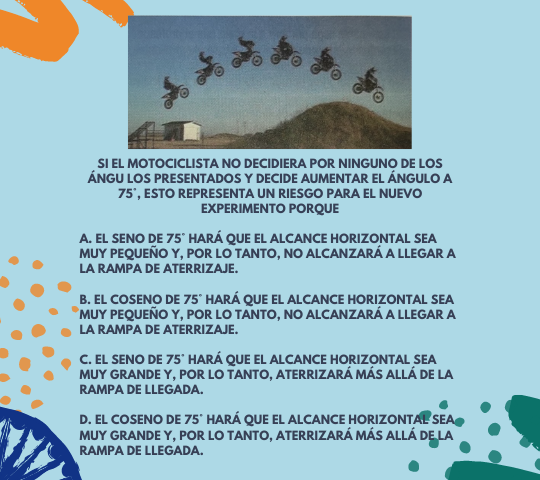 SI EL MOTOCICLISTA NO DECIDIERA POR NINGUNO DE LOS
ÁNGU LOS PRESENTADOS Y DECIDE AUMENTAR EL ÁNGULO A
75°, ESTO REPRESENTA UN RIESGO PARA EL NUEVO
EXPERIMENTO PORQUE
A. EL SENO DE 75° HARÁ QUE EL ALCANCE HORIZONTAL SEA
MUY PEQUEÑO Y, POR LO TANTO, NO ALCANZARÁ A LLEGAR A
LA RAMPA DE ATERRIZAJE.
B. EL COSENO DE 75° HARÁ QUE EL ALCANCE HORIZONTAL SEA
MUY PEQUEÑO Y, POR LO TANTO, NO ALCANZARÁ A LLEGAR A
LA RAMPA DE ATERRIZAJE.
C. EL SENO DE 75° HARÁ QUE EL ALCANCE HORIZONTAL SEA
MUY GRANDE Y, POR LO TANTO, ATERRIZARÁ MÁS ALLÁ DE LA
RAMPA DE LLEGADA.
D. EL COSENO DE 75° HARÁ QUE EL ALCANCE HORIZONTAL SEA
MUY GRANDE Y, POR LO TANTO, ATERRIZARÁ MÁS ALLÁ DE LA
RAMPA DE LLEGADA.